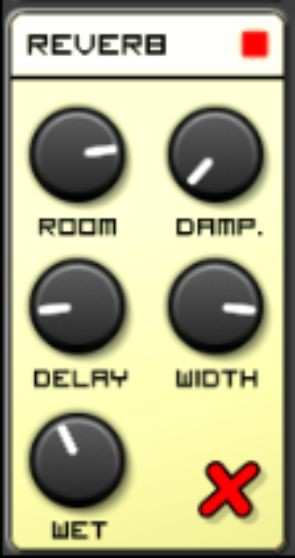 REVERB
ROOM DAMP.
DELAY WIDTH
WET